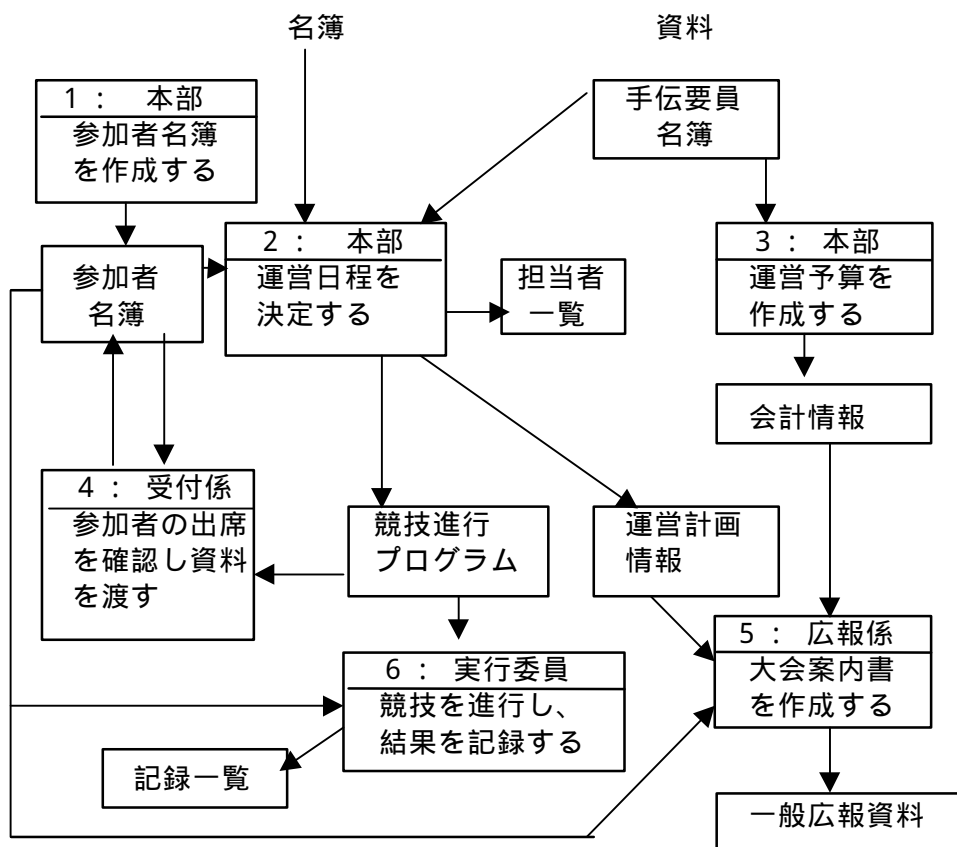 名簿
資料
1 : 本部
参加者名簿
を作成する
手伝要員
名簿
参加者
名簿
2 : 本部
運営日程を
決定する
担当者
一覧
3 : 本部
運営予算を
作成する
会計情報
4 : 受付係
参加者の出席
を確認し資料
を渡す
競技進行
プログラム
運営計画
情報
5 : 広報係
大会案内書
を作成する
6 : 実行委員
競技を進行し、
結果を記録する
記録一覧
一般広報資料